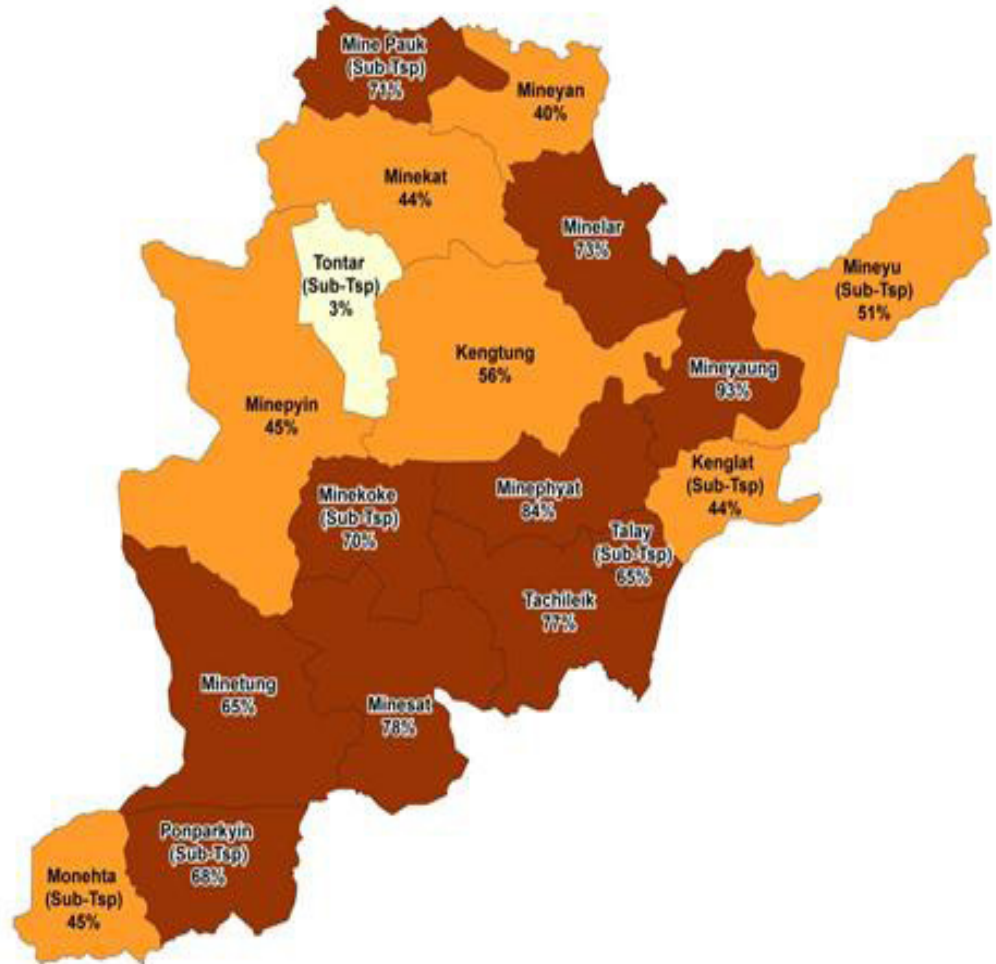 Mine Pauk
(Sub-Tsp)
71%
Mineyan
40%
Minekat
44%
Minelar
73%
Tontar
(Sub-Tsp)
3%
Mineyu
(Sub-Tsp)
51%
Kengtung
56%
Mineyaung
93%
Minepyin
45%
Kenglat
(Sub-Tsp)
44%
Minekoke
(Sub-Tsp)
70%
Minephyat
84%
Talay
(Sub-Tsp)
65%
Tachileik
77%
Minetung
65%
Minesat
78%
Ponparkyin
(Sub-Tsp)
68%
Monehta
(Sub-Tsp)
45%